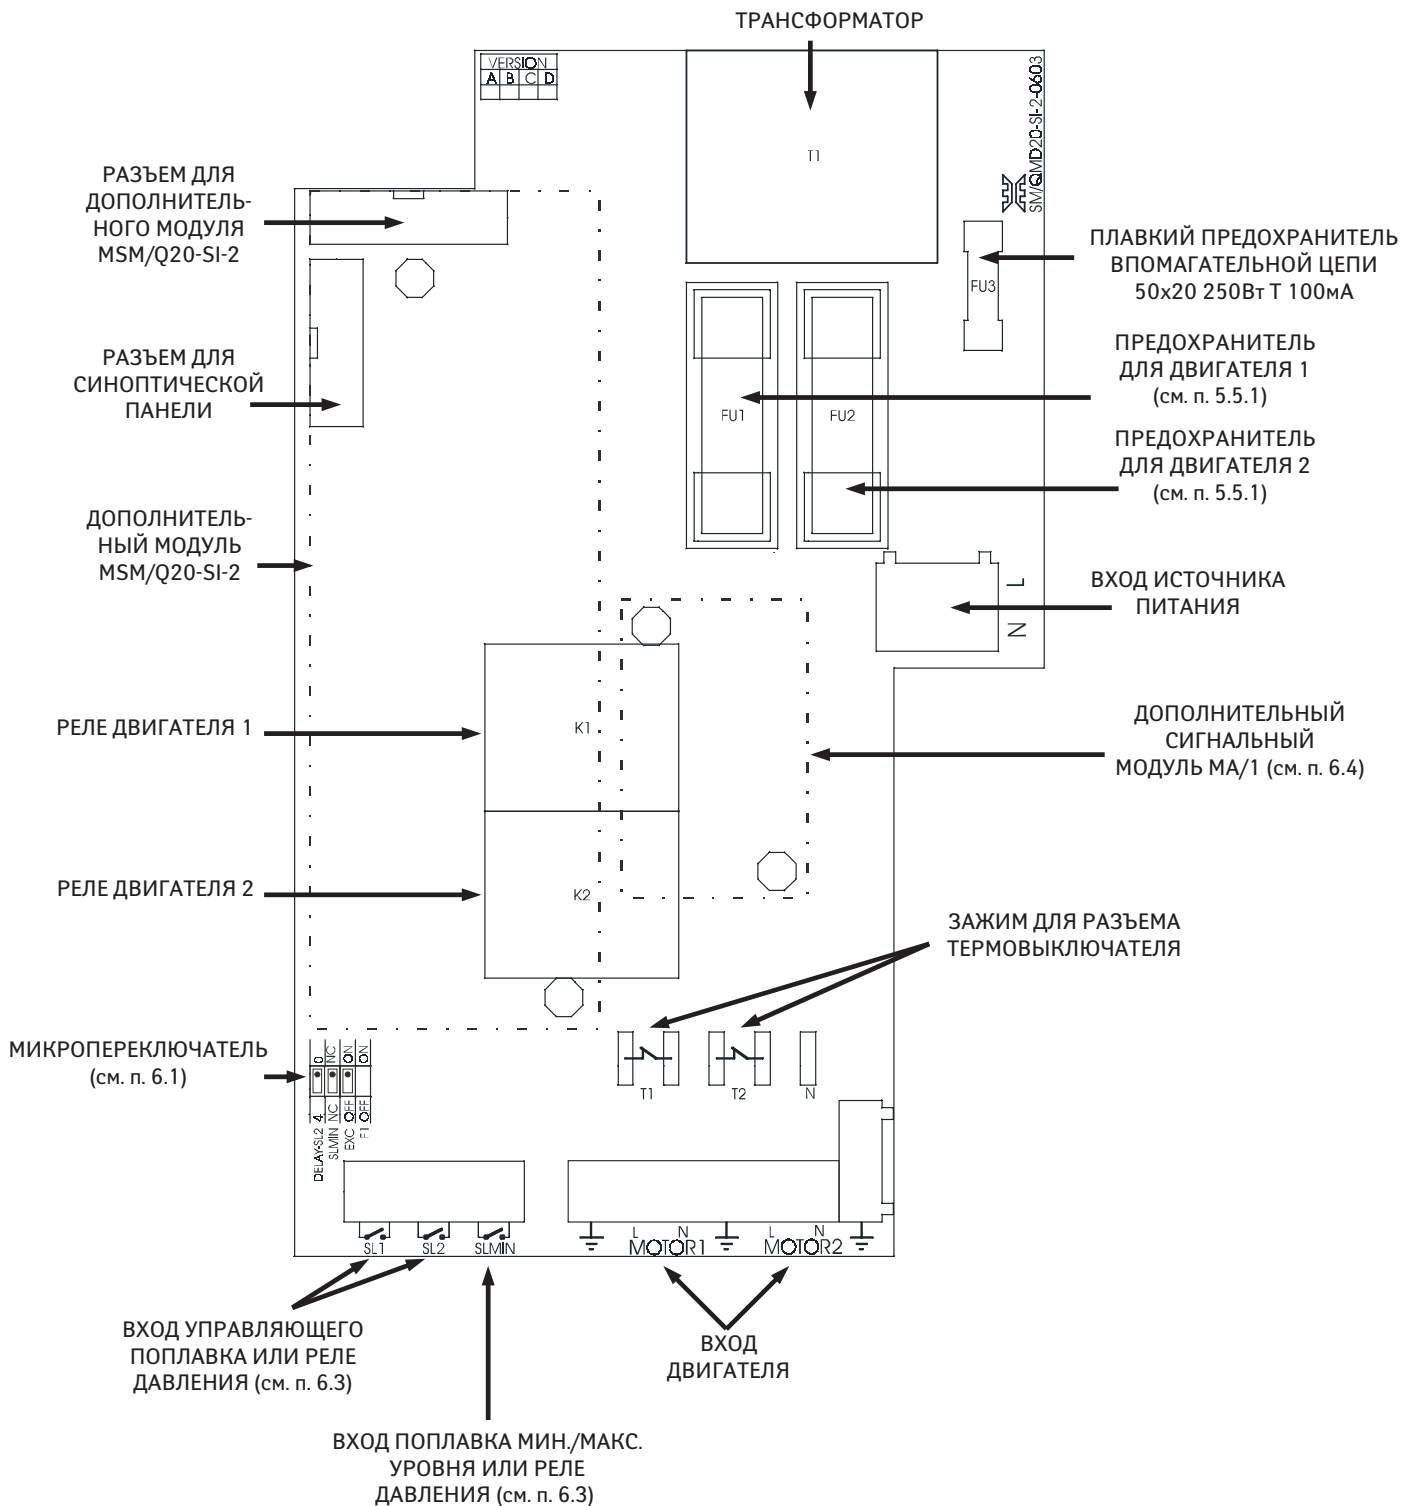 ТРАНСФОРМАТОР
VERSION
A B C D
T1
SM/QMD20-SI-2-0603
РАЗЪЕМ ДЛЯ
ДОПОЛНИТЕЛЬ-
НОГО МОДУЛЯ
MSM/Q20-SI-2
ПЛАВКИЙ ПРЕДОХРАНИТЕЛЬ
ВПОМАГАТЕЛЬНОЙ ЦЕПИ
50x20 250Вт Т 100мА
FU3
РАЗЪЕМ ДЛЯ
СИНОПТИЧЕСКОЙ
ПАНЕЛИ
ПРЕДОХРАНИТЕЛЬ
ДЛЯ ДВИГАТЕЛЯ 1
(см. п. 5.5.1)
FU1
FU2
ПРЕДОХРАНИТЕЛЬ
ДЛЯ ДВИГАТЕЛЯ 2
(см. п. 5.5.1)
ДОПОЛНИТЕЛЬ-
НЫЙ МОДУЛЬ
MSM/Q20-SI-2
ВХОД ИСТОЧНИКА
ПИТАНИЯ
L
N
РЕЛЕ ДВИГАТЕЛЯ 1
K1
ДОПОЛНИТЕЛЬНЫЙ
СИГНАЛЬНЫЙ
МОДУЛЬ МА/1 (см. п. 6.4)
РЕЛЕ ДВИГАТЕЛЯ 2
K2
ЗАЖИМ ДЛЯ РАЗЪЕМА
ТЕРМОВЫКЛЮЧАТЕЛЯ
МИКРОПЕРЕКЛЮЧАТЕЛЬ
(см. п. 6.1)
DELAY-SL2 4 0
SLMIN NC NC
EXC OFF ON
F1 OFF ON
T1
T2
N
SL1
SL2
SLMIN
L N
MOTOR1
L N
MOTOR2
ВХОД УПРАВЛЯЮЩЕГО
ПОПЛАВКА ИЛИ РЕЛЕ
ДАВЛЕНИЯ (см. п. 6.3)
ВХОД
ДВИГАТЕЛЯ
ВХОД ПОПЛАВКА МИН./МАКС.
УРОВНЯ ИЛИ РЕЛЕ
ДАВЛЕНИЯ (см. п. 6.3)